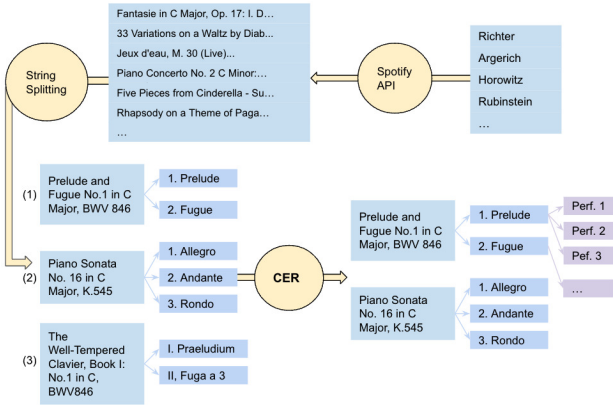 Fantasie in C Major, Op. 17: I. D...
33 Variations on a Waltz by Diab...
Jeux d'eau, M. 30 (Live)...
Piano Concerto No. 2 C Minor:...
Five Pieces from Cinderella - Su...
Rhapsody on a Theme of Paga...
...
String
Splitting
Spotify
API
Richter
Argerich
Horowitz
Rubinstein
...
(1)
Prelude and
Fugue No.1 in C
Major, BWV 846
1. Prelude
2. Fugue
(2)
Piano Sonata
No. 16 in C
Major, K.545
1. Allegro
2. Andante
3. Rondo
(3)
The
Well-Tempered
Clavier, Book I:
No.1 in C,
BWV846
I. Praeludium
II, Fuga a 3
CER
Prelude and
Fugue No.1 in C
Major, BWV 846
1. Prelude
2. Fugue
Perf. 1
Perf. 2
Pef. 3
...
Piano Sonata
No. 16 in C
Major, K.545
1. Allegro
2. Andante
3. Rondo